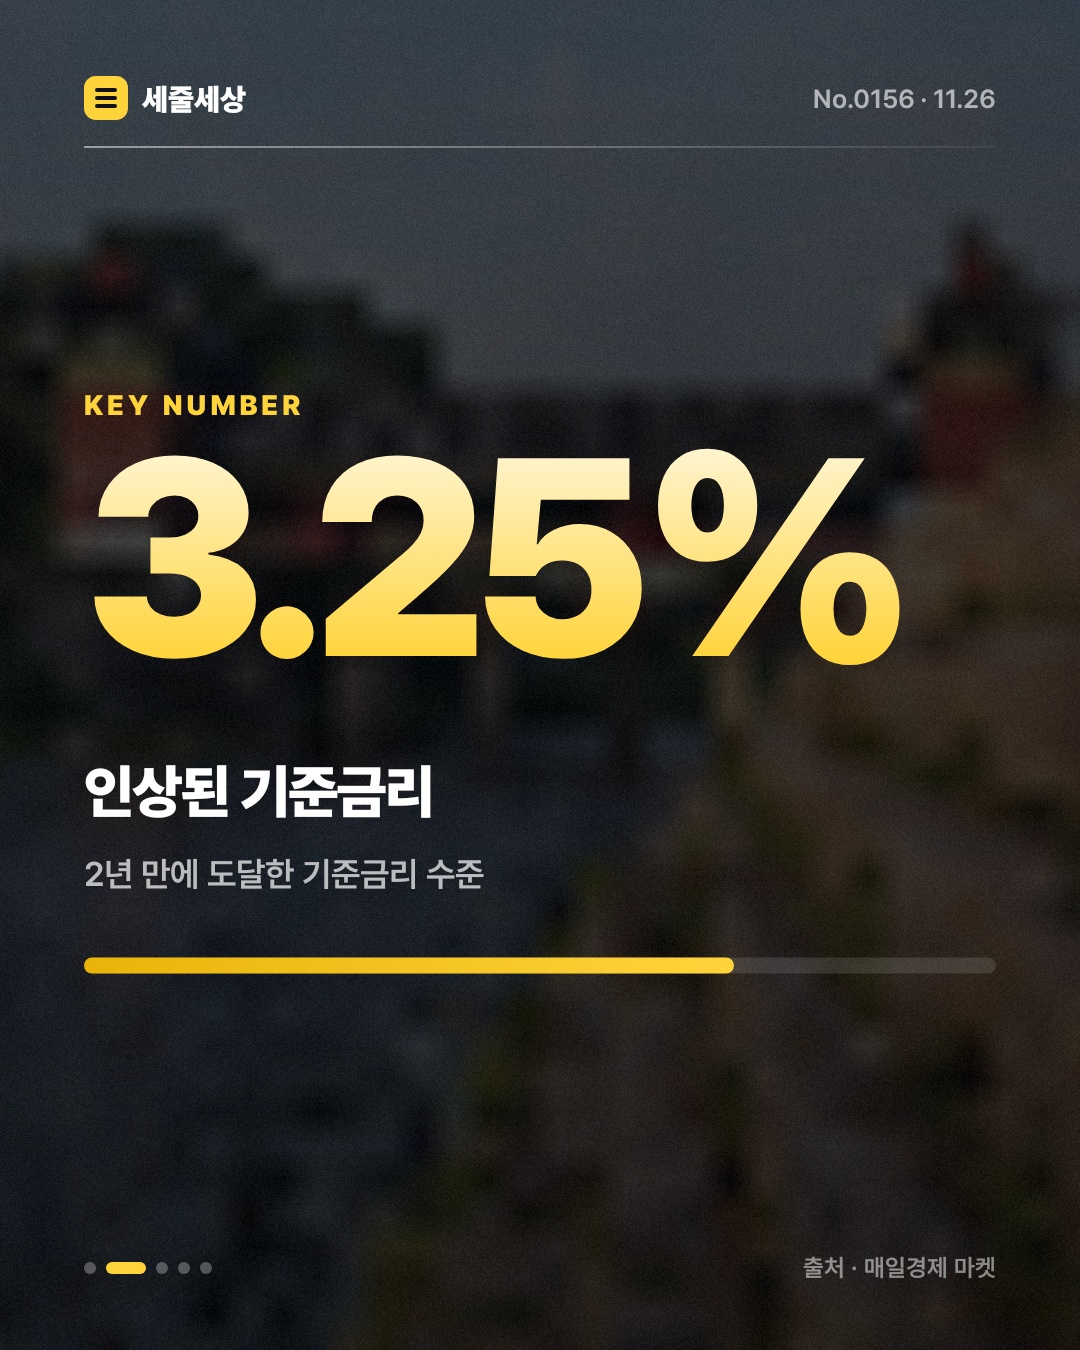 세줄세상
No.0156 · 11.26
KEY NUMBER
3.25%
인상된 기준금리
2년 만에 도달한 기준금리 수준
출처 · 매일경제 마켓